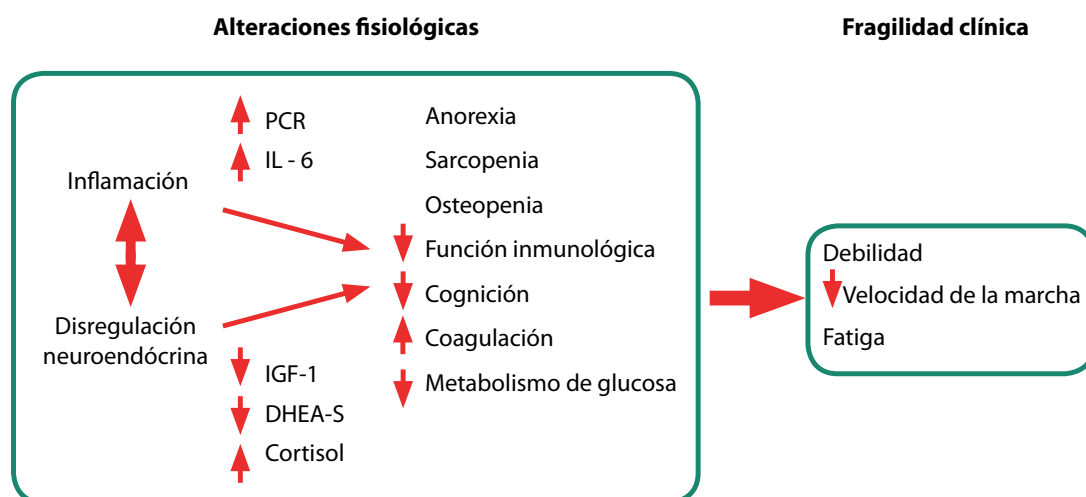 Alteraciones fisiológicas
Fragilidad clínica
PCR
IL - 6
Inflamación
Disregulación
neuroendócrina
IGF-1
DHEA-S
Cortisol
Anorexia
Sarcopenia
Osteopenia
Función inmunológica
Cognición
Coagulación
Metabolismo de glucosa
Debilidad
Velocidad de la marcha
Fatiga